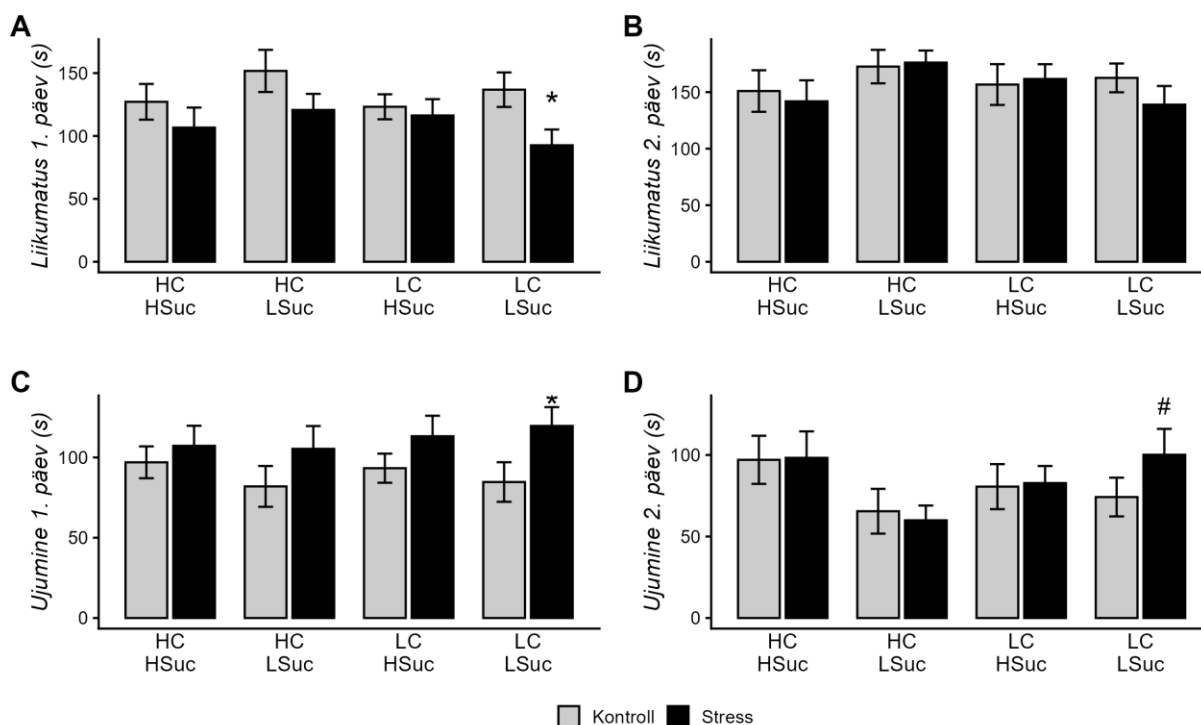 A
Liikumatus 1. päev (s)
150
100
50
0
*
HC
HSuc
HC
LSuc
LC
HSuc
LC
LSuc
B
Liikumatus 2. päev (s)
150
100
50
0
HC
HSuc
HC
LSuc
LC
HSuc
LC
LSuc
C
Ujumine 1. päev (s)
100
50
0
*
HC
HSuc
HC
LSuc
LC
HSuc
LC
LSuc
D
Ujumine 2. päev (s)
100
50
0
#
HC
HSuc
HC
LSuc
LC
HSuc
LC
LSuc
Kontroll Stress